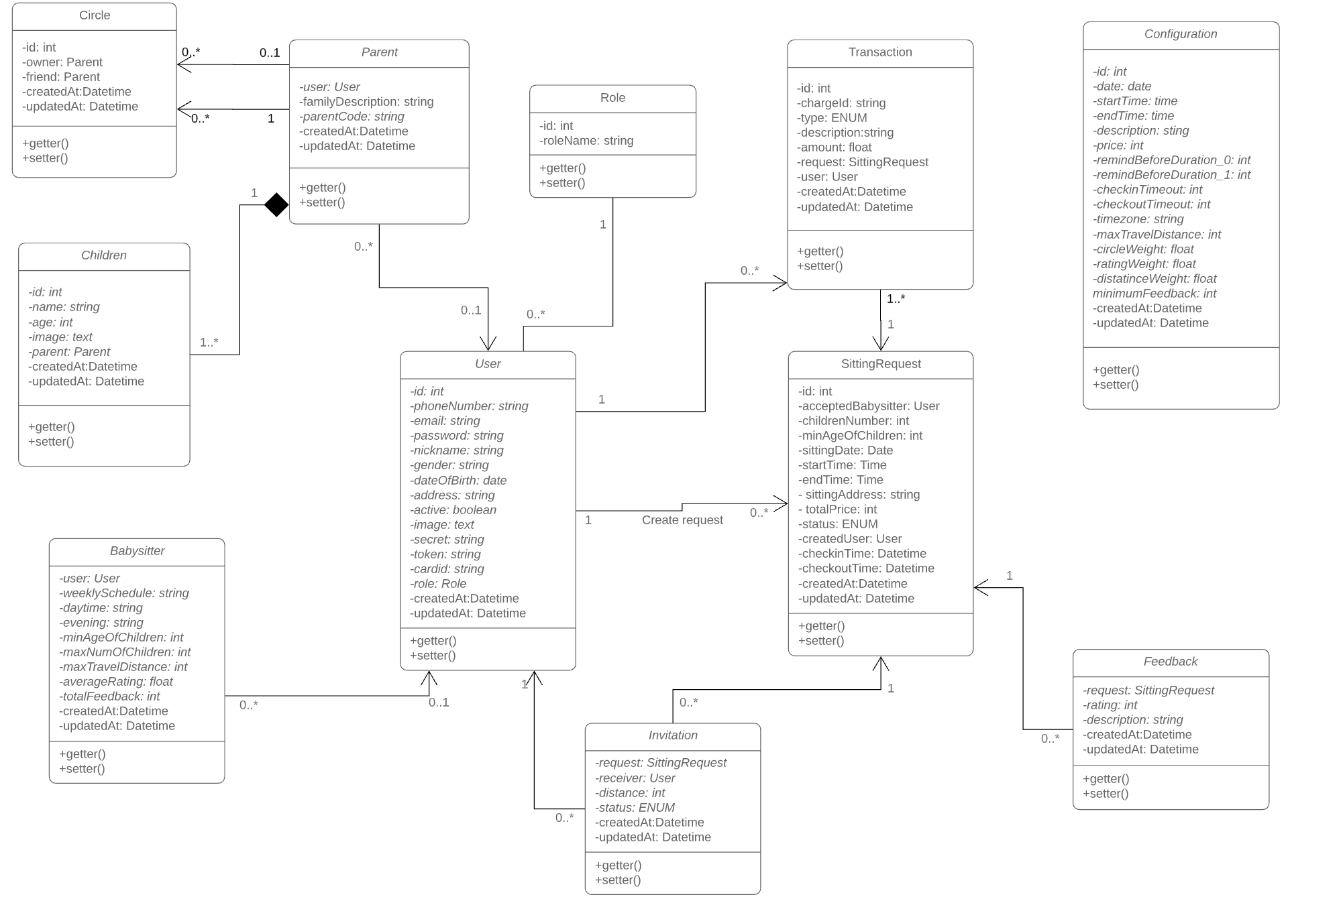 Circle
-id: int
-owner: Parent
-friend: Parent
-createdAt:Datetime
-updatedAt: Datetime
+getter()
+setter()
0..*
0..1
0..*
1
Parent
-user: User
-familyDescription: string
-parentCode: string
-createdAt:Datetime
-updatedAt: Datetime
+getter()
+setter()
1
0..*
0..1
Children
-id: int
-name: string
-age: int
-image: text
-parent: Parent
-createdAt:Datetime
-updatedAt: Datetime
+getter()
+setter()
1..*
Role
-id: int
-roleName: string
+getter()
+setter()
1
0..*
Transaction
-id: int
-chargeId: string
-type: ENUM
-description:string
-amount: float
-request: SittingRequest
-user: User
-createdAt:Datetime
-updatedAt: Datetime
+getter()
+setter()
0..*
1
1..*
1
Configuration
-id: int
-date: date
-startTime: time
-endTime: time
-description: sting
-price: int
-remindBeforeDuration_0: int
-remindBeforeDuration_1: int
-checkinTimeout: int
-checkoutTimeout: int
-timezone: string
-maxTravelDistance: int
-circleWeight: float
-ratingWeight: float
-distatinceWeight: float
minimumFeedback: int
-createdAt:Datetime
-updatedAt: Datetime
+getter()
+setter()
User
-id: int
-phoneNumber: string
-email: string
-password: string
-nickname: string
-gender: string
-dateOfBirth: date
-address: string
-active: boolean
-image: text
-secret: string
-token: string
-cardid: string
-role: Role
-createdAt:Datetime
-updatedAt: Datetime
+getter()
+setter()
1
Create request
0..*
SittingRequest
-id: int
-acceptedBabysitter: User
-childrenNumber: int
-minAgeOfChildren: int
-sittingDate: Date
-startTime: Time
-endTime: Time
- sittingAddress: string
- totalPrice: int
-status: ENUM
-createdUser: User
-checkinTime: Datetime
-checkoutTime: Datetime
-createdAt:Datetime
-updatedAt: Datetime
+getter()
+setter()
Babysitter
-user: User
-weeklySchedule: string
-daytime: string
-evening: string
-minAgeOfChildren: int
-maxNumOfChildren: int
-maxTravelDistance: int
-averageRating: float
-totalFeedback: int
-createdAt:Datetime
-updatedAt: Datetime
+getter()
+setter()
0..*
0..1
1
0..*
Invitation
-request: SittingRequest
-receiver: User
-distance: int
-status: ENUM
-createdAt:Datetime
-updatedAt: Datetime
+getter()
+setter()
0..*
1
1
0..*
Feedback
-request: SittingRequest
-rating: int
-description: string
-createdAt:Datetime
-updatedAt: Datetime
+getter()
+setter()